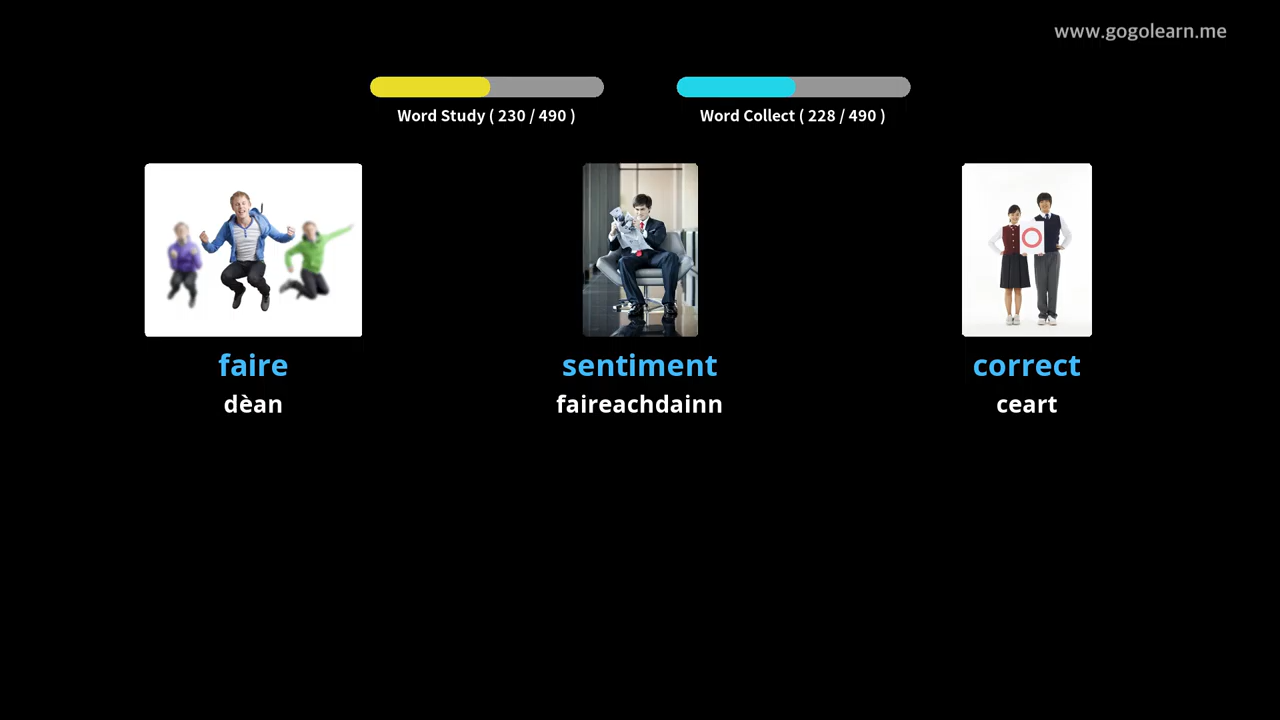 www.gogolearn.me
Word Study ( 230 / 490 )
Word Collect ( 228 / 490 )
faire
dèan
sentiment
faireachdainn
correct
ceart